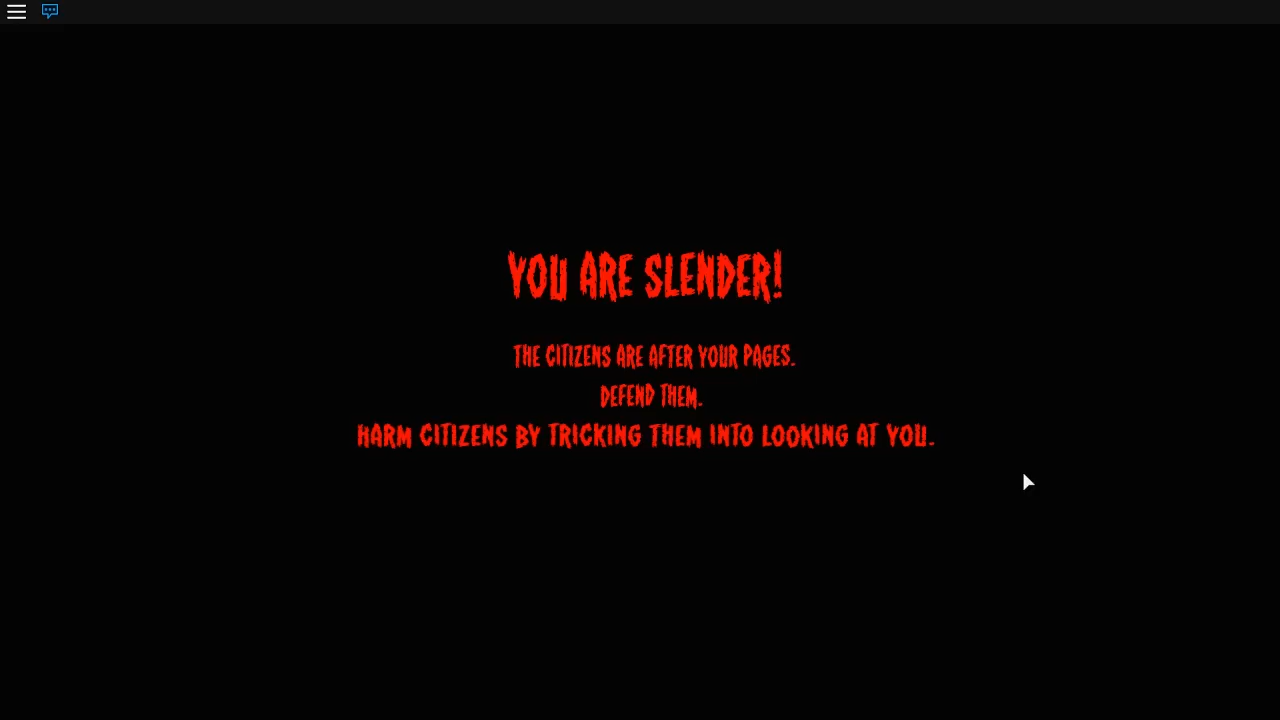 YOU ARE SLENDER!
THE CITIZENS ARE AFTER YOUR PAGES.
DEFEND THEM.
HARM CITIZENS BY TRICKING THEM INTO LOOKING AT YOU.